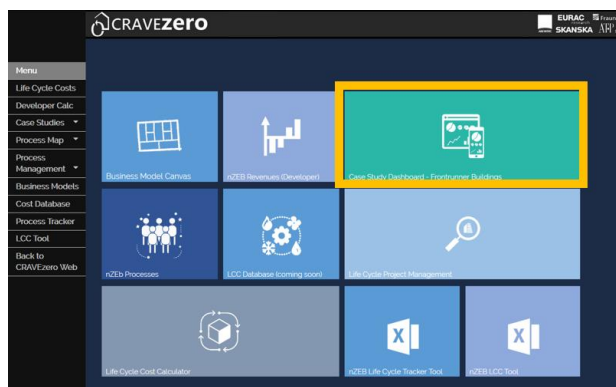 CRAVEzero
EURAC
SKANSKA
Menu
Life Cycle Costs
Developer Calc
Case Studies
Process Map
Process
Management
Business Models
Cost Database
Process Tracker
LCC Tool
Back to
CRAVEzero Web
Business Model Canvas
nZEB Revenues (Developer)
Case Study Dashboard - Frontrunner Buildings
nZEb Processes
LCC Database (coming soon)
Life Cycle Project Management
Life Cycle Cost Calculator
X
nZEB Life Cycle Tracker Tool
X
nZEB LCC Tool